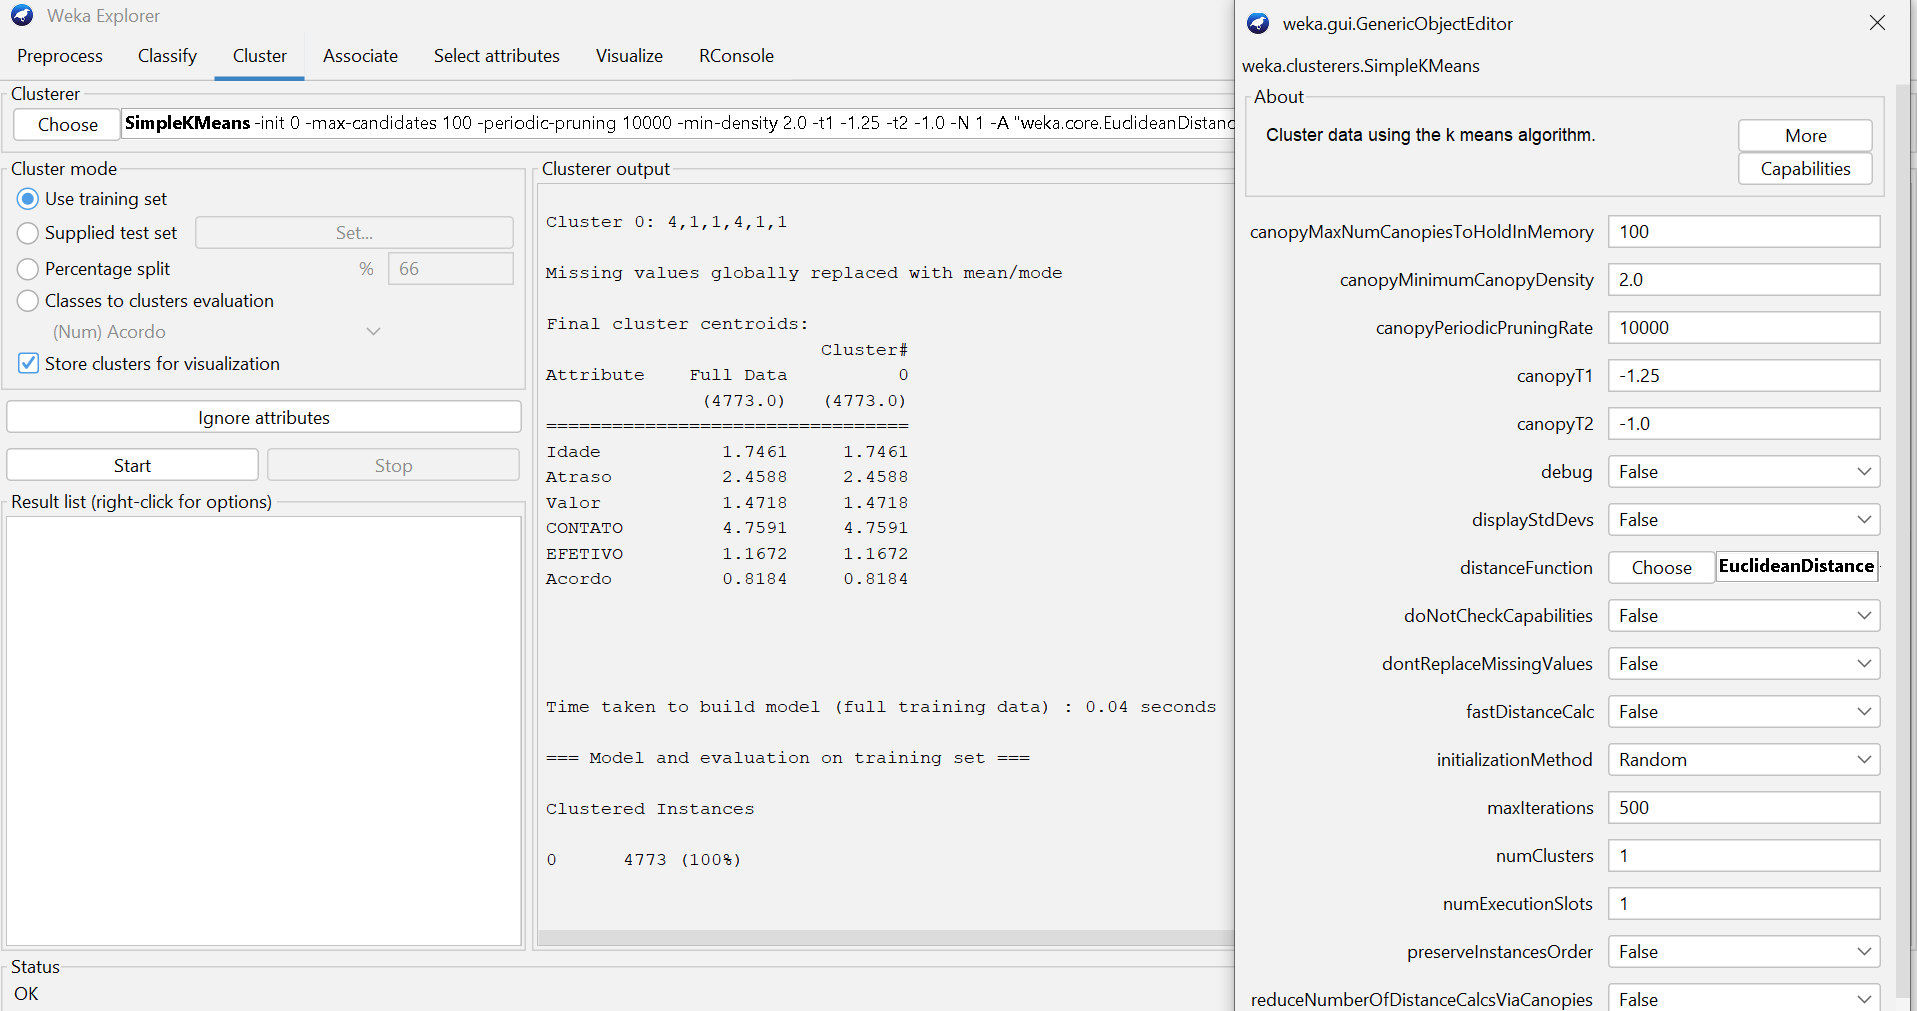 Weka Explorer
Preprocess Classify Cluster Associate Select attributes Visualize RConsole
Clusterer
Choose SimpleKMeans -init 0 -max-candidates 100 -periodic-pruning 10000 -min-density 2.0 -t1 -1.25 -t2 -1.0 -N 1 -A "weka.core.EuclideanDistanc
Cluster mode
Use training set
Supplied test set Set...
Percentage split % 66
Classes to clusters evaluation
(Num) Acordo
Store clusters for visualization
Ignore attributes
Start Stop
Result list (right-click for options)
Clusterer output
Cluster 0: 4,1,1,4,1,1
Missing values globally replaced with mean/mode
Final cluster centroids:
Cluster#
Attribute Full Data 0
(4773.0) (4773.0)
=================================
Idade 1.7461 1.7461
Atraso 2.4588 2.4588
Valor 1.4718 1.4718
CONTATO 4.7591 4.7591
EFETIVO 1.1672 1.1672
Acordo 0.8184 0.8184
Time taken to build model (full training data) : 0.04 seconds
=== Model and evaluation on training set ===
Clustered Instances
0 4773 (100%)
Status
OK
weka.gui.GenericObjectEditor
weka.clusterers.SimpleKMeans
About
Cluster data using the k means algorithm.
More
Capabilities
canopyMaxNumCanopiesToHoldInMemory 100
canopyMinimumCanopyDensity 2.0
canopyPeriodicPruningRate 10000
canopyT1 -1.25
canopyT2 -1.0
debug False
displayStdDevs False
distanceFunction Choose EuclideanDistance
doNotCheckCapabilities False
dontReplaceMissingValues False
fastDistanceCalc False
initializationMethod Random
maxIterations 500
numClusters 1
numExecutionSlots 1
preserveInstancesOrder False
reduceNumberOfDistanceCalcsViaCanopies False